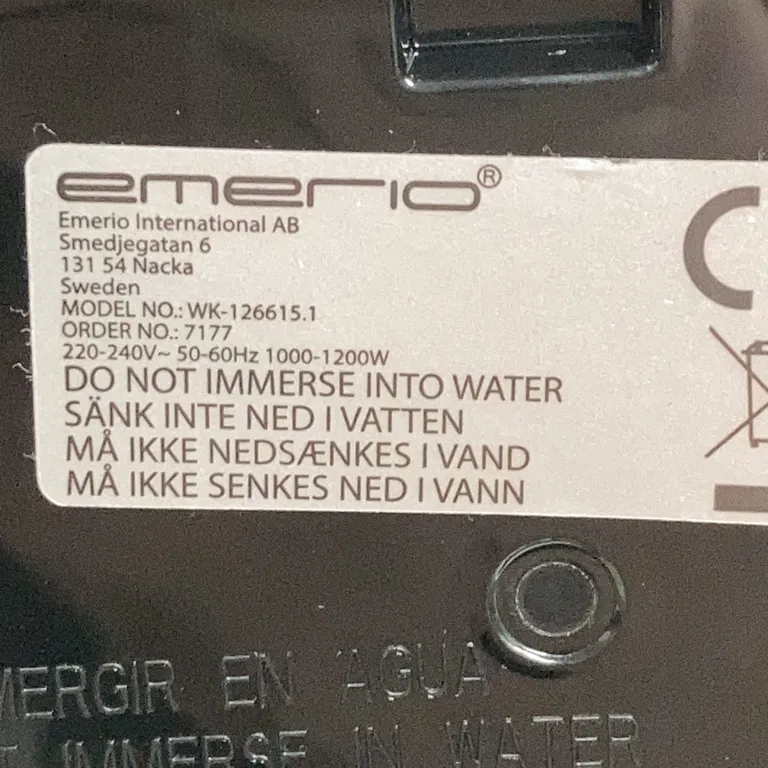 emerio®
Emerio International AB
Smedjegatan 6
131 54 Nacka
Sweden
MODEL NO.: WK-126615.1
ORDER NO.: 7177
220-240V~ 50-60Hz 1000-1200W
DO NOT IMMERSE INTO WATER
SÄNK INTE NED I VATTEN
MÅ IKKE NEDSÆNKES I VAND
MÅ IKKE SENKES NED I VANN
EN AGUA
IMMERSE IN WATER